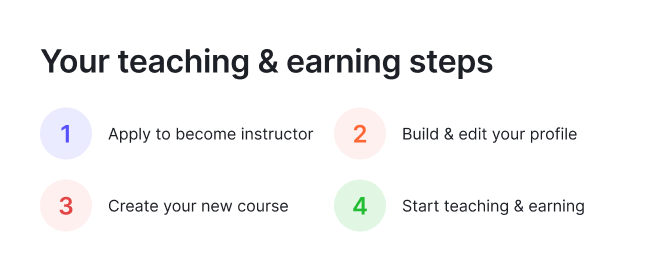 Your teaching & earning steps
1 Apply to become instructor
2 Build & edit your profile
3 Create your new course
4 Start teaching & earning